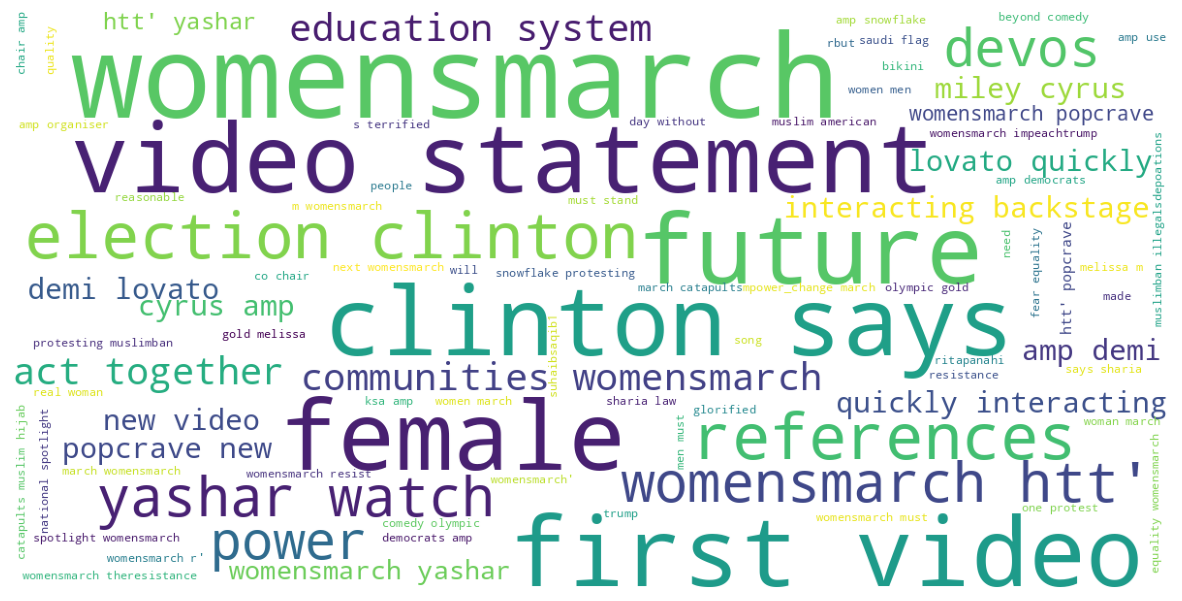 chair amp
quality
htt' yashar
education system
amp snowflake
beyond comedy
rbut
saudi flag
amp use
devos
womensmarch
bikini
women men
miley cyrus
womensmarch popcrave
amp organiser
s terrified
day without
muslim american
womensmarch impeachtrump
video statement
lovato quickly
people
amp democrats
muslimban illegalsdepoations
reasonable
m womensmarch
must stand
interacting backstage
election clinton
future
need
fear equality
htt' popcrave
next womensmarch
will
snowflake protesting
melissa m
co chair
demi lovato
march catapults
mpower_change march
olympic gold
made
cyrus amp
clinton says
gold melissa
protesting muslimban
song
suhaibsaqib1
amp demi
ritapanahi
says sharia
act together
communities womensmarch
resistance
real woman
ksa amp
women march
sharia law
quickly interacting
new video
female
glorified
woman march
references
men must
popcrave new
catapults muslim hijab
national spotlight
march womensmarch
womensmarch resist
womensmarch'
womensmarch htt'
equality womensmarch
yashar watch
one protest
trump
womensmarch must
comedy olympic
first video
spotlight womensmarch
power
democrats amp
womensmarch r'
womensmarch yashar
womensmarch theresistance